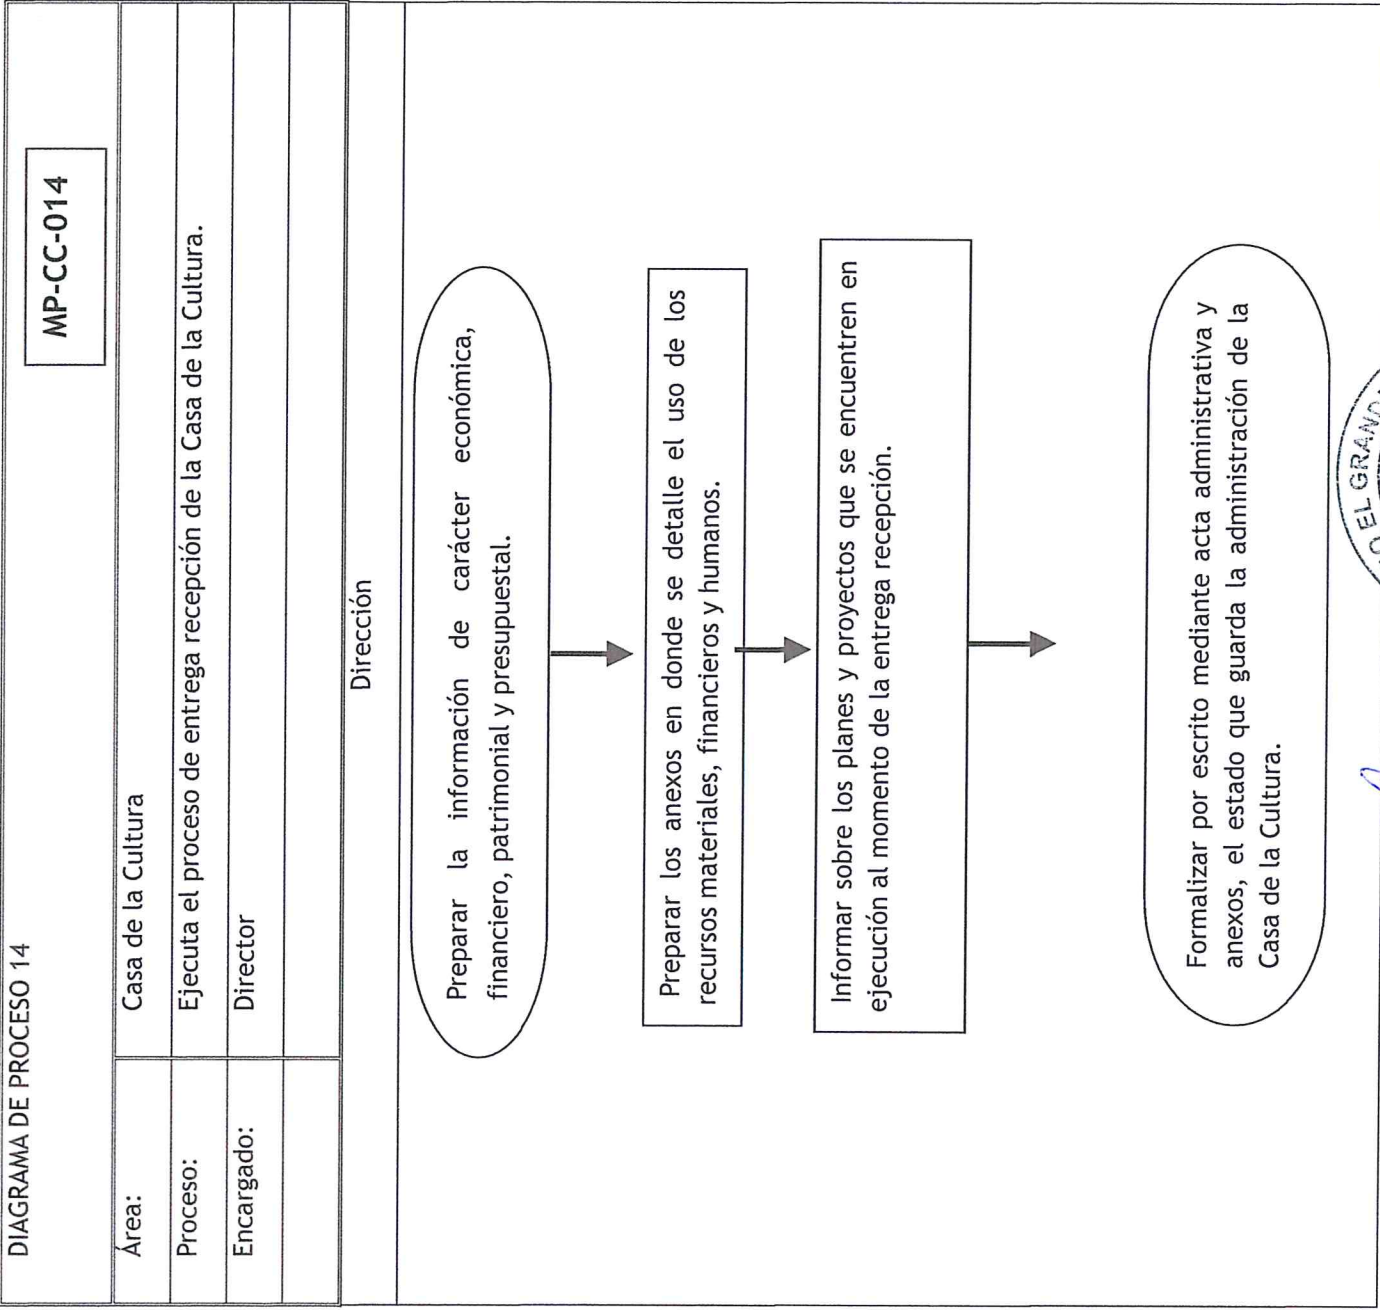 DIAGRAMA DE PROCESO 14
MP-CC-014
Área: Casa de la Cultura
Proceso: Ejecuta el proceso de entrega recepción de la Casa de la Cultura.
Encargado: Director
Dirección
Preparar la información de carácter económica,
financiero, patrimonial y presupuestal.
Preparar los anexos en donde se detalle el uso de los
recursos materiales, financieros y humanos.
Informar sobre los planes y proyectos que se encuentren en
ejecución al momento de la entrega recepción.
Formalizar por escrito mediante acta administrativa y
anexos, el estado que guarda la administración de la
Casa de la Cultura.
EL